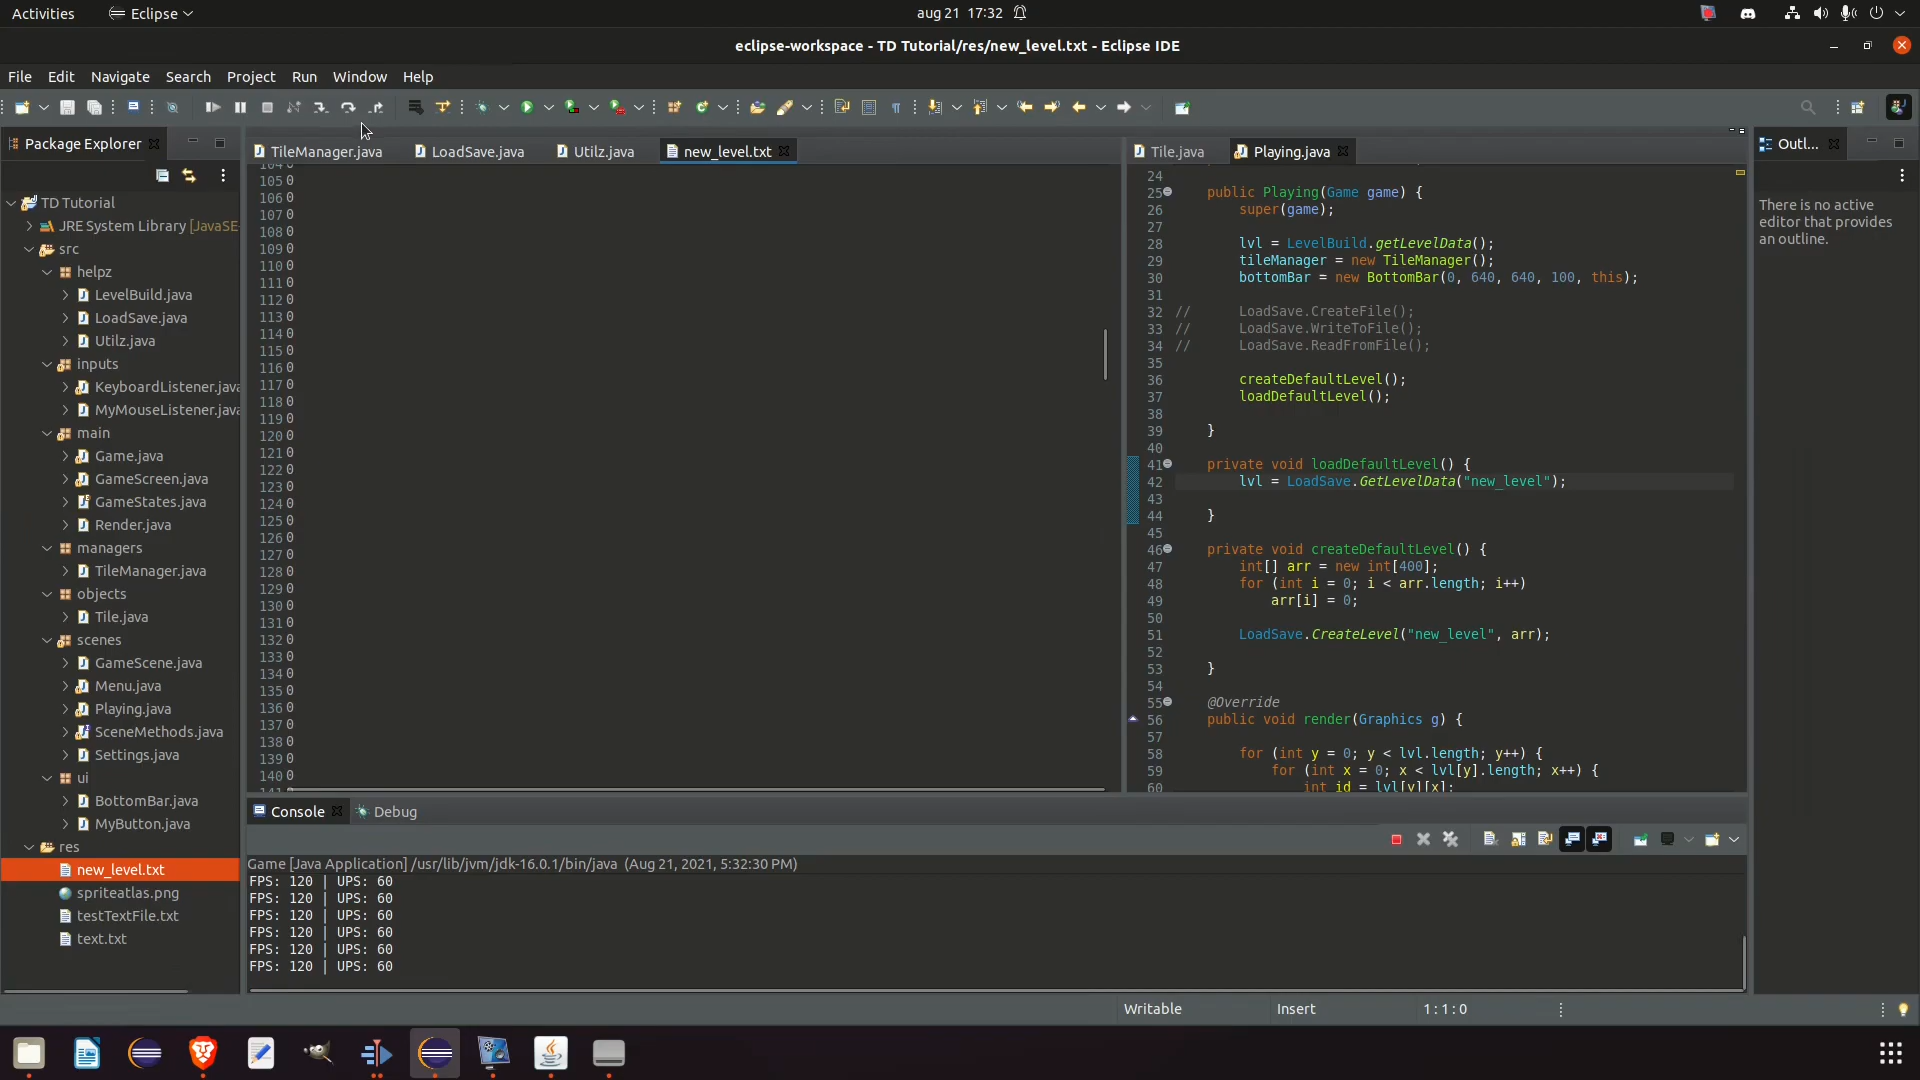 Activities
Eclipse
aug 21 17:32
eclipse-workspace - TD Tutorial/res/new_level.txt - Eclipse IDE
File Edit Navigate Search Project Run Window Help
Package Explorer
TD Tutorial
JRE System Library [JavaSE-
src
helpz
LevelBuild.java
LoadSave.java
Utilz.java
inputs
KeyboardListener.java
MyMouseListener.java
main
Game.java
GameScreen.java
GameStates.java
Render.java
managers
TileManager.java
objects
Tile.java
scenes
GameScene.java
Menu.java
Playing.java
SceneMethods.java
Settings.java
ui
BottomBar.java
MyButton.java
res
new_level.txt
spriteatlas.png
testTextFile.txt
text.txt
TileManager.java LoadSave.java Utilz.java new_level.txt
104 0
105 0
106 0
107 0
108 0
109 0
110 0
111 0
112 0
113 0
114 0
115 0
116 0
117 0
118 0
119 0
120 0
121 0
122 0
123 0
124 0
125 0
126 0
127 0
128 0
129 0
130 0
131 0
132 0
133 0
134 0
135 0
136 0
137 0
138 0
139 0
140 0
Tile.java Playing.java
24
25 public Playing(Game game) {
26 super(game);
27
28 lvl = LevelBuild.getLevelData();
29 tileManager = new TileManager();
30 bottomBar = new BottomBar(0, 640, 640, 100, this);
31
32 // LoadSave.CreateFile();
33 // LoadSave.WriteToFile();
34 // LoadSave.ReadFromFile();
35
36 createDefaultLevel();
37 loadDefaultLevel();
38
39 }
40
41 private void loadDefaultLevel() {
42 lvl = LoadSave.GetLevelData("new_level");
43
44 }
45
46 private void createDefaultLevel() {
47 int[] arr = new int[400];
48 for (int i = 0; i < arr.length; i++)
49 arr[i] = 0;
50
51 LoadSave.CreateLevel("new_level", arr);
52
53 }
54
55 @Override
56 public void render(Graphics g) {
57
58 for (int y = 0; y < lvl.length; y++) {
59 for (int x = 0; x < lvl[y].length; x++) {
60 int id = lvl[y][x];
Outl...
There is no active
editor that provides
an outline.
Console Debug
Game [Java Application] /usr/lib/jvm/jdk-16.0.1/bin/java (Aug 21, 2021, 5:32:30 PM)
FPS: 120 | UPS: 60
FPS: 120 | UPS: 60
FPS: 120 | UPS: 60
FPS: 120 | UPS: 60
FPS: 120 | UPS: 60
FPS: 120 | UPS: 60
Writable Insert 1:1:0